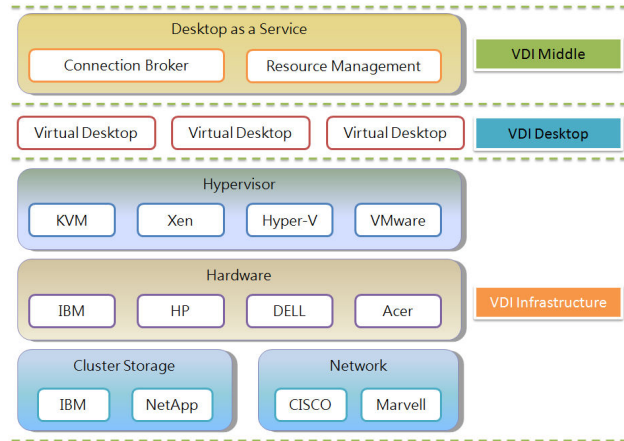 Desktop as a Service
Connection Broker
Resource Management
VDI Middle
Virtual Desktop
Virtual Desktop
Virtual Desktop
VDI Desktop
Hypervisor
KVM
Xen
Hyper-V
VMware
Hardware
IBM
HP
DELL
Acer
VDI Infrastructure
Cluster Storage
IBM
NetApp
Network
CISCO
Marvell